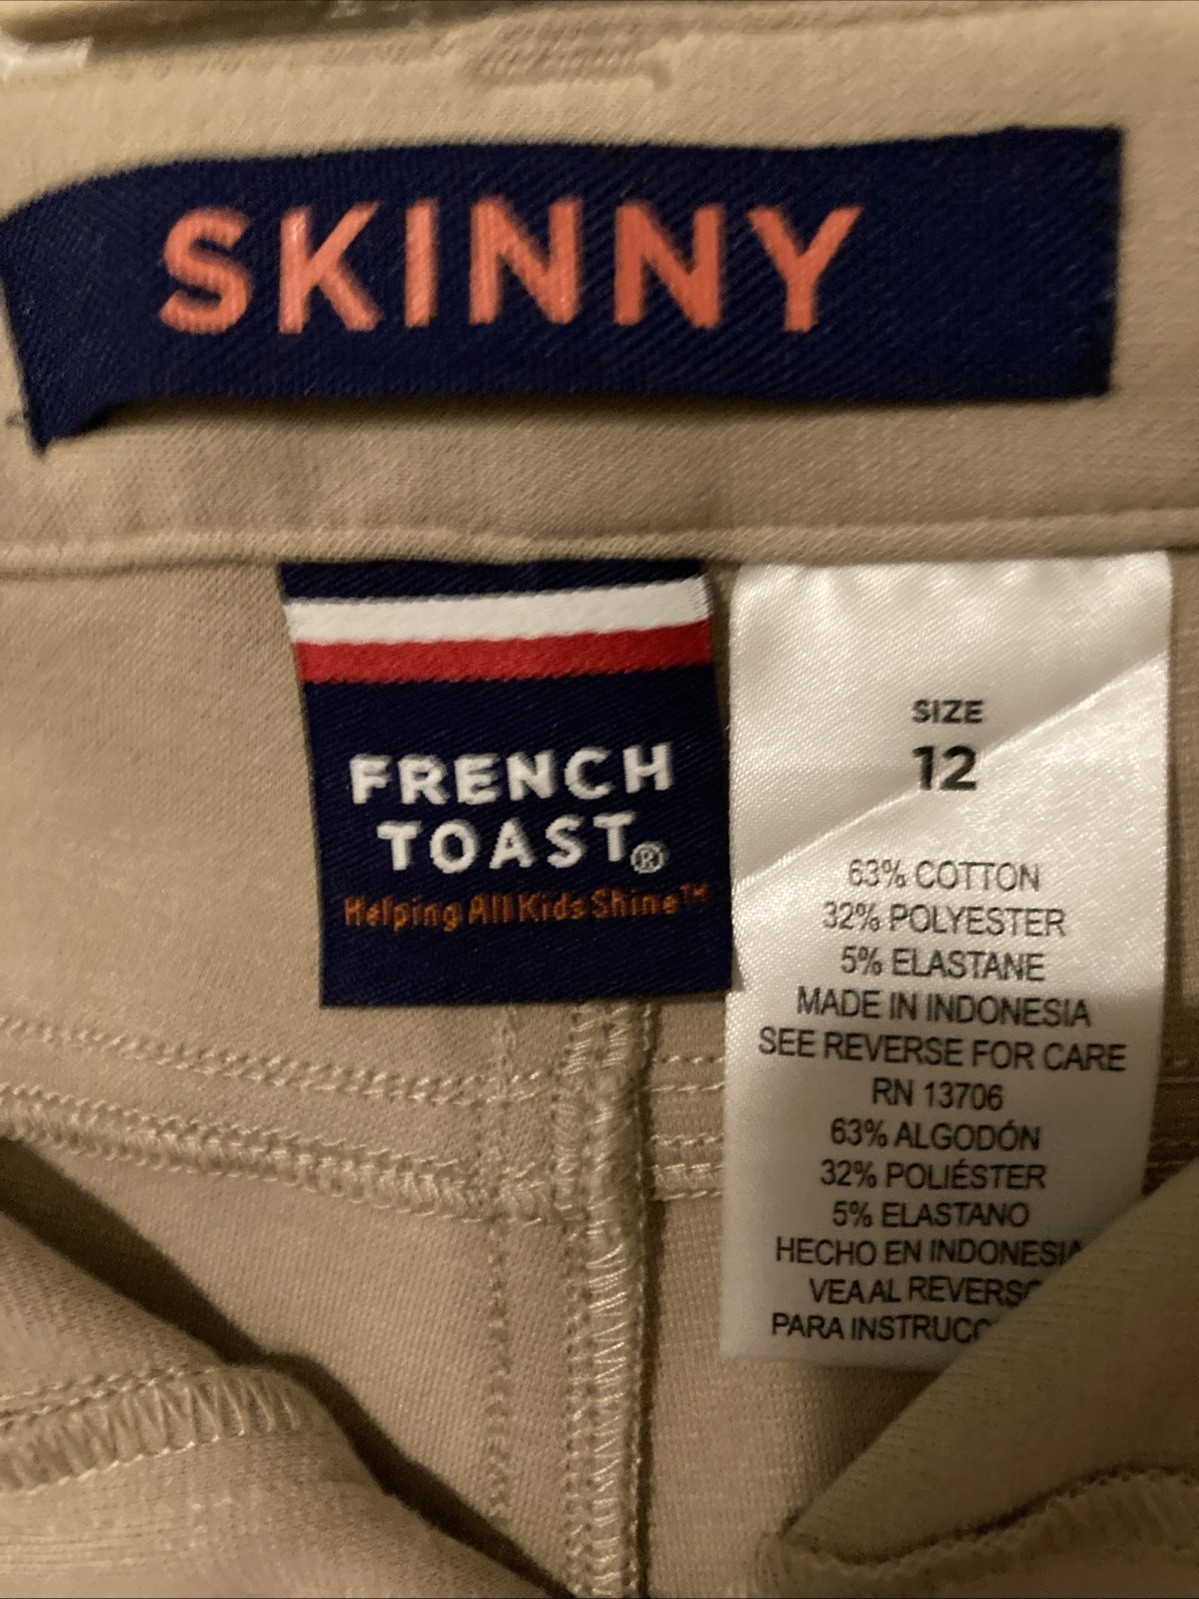 SKINNY
FRENCH
TOAST®
Helping All Kids Shine™
SIZE
12
63% COTTON
32% POLYESTER
5% ELASTANE
MADE IN INDONESIA
SEE REVERSE FOR CARE
RN 13706
63% ALGODÓN
32% POLIÉSTER
5% ELASTANO
HECHO EN INDONESIA
VEA AL REVERSO
PARA